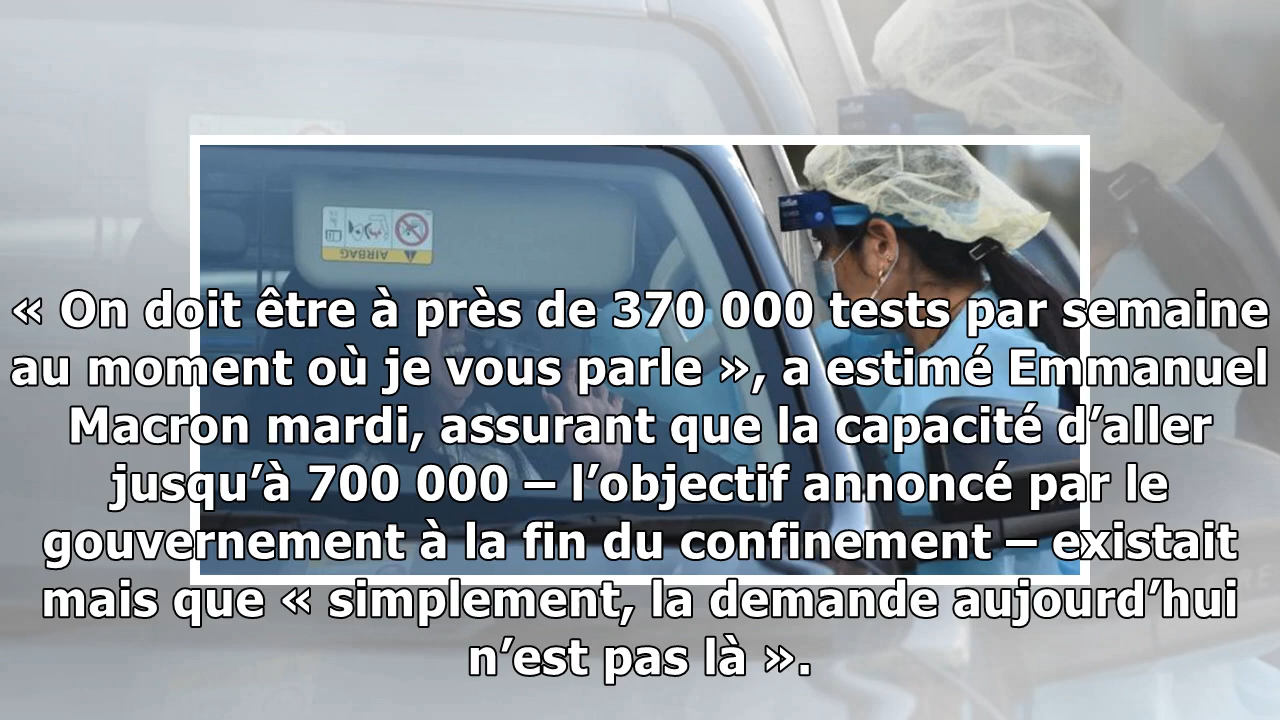 AIRBAG
« On doit être à près de 370 000 tests par semaine
au moment où je vous parle », a estimé Emmanuel
Macron mardi, assurant que la capacité d’aller
jusqu’à 700 000 – l’objectif annoncé par le
gouvernement à la fin du confinement – existait
mais que « simplement, la demande aujourd’hui
n’est pas là ».